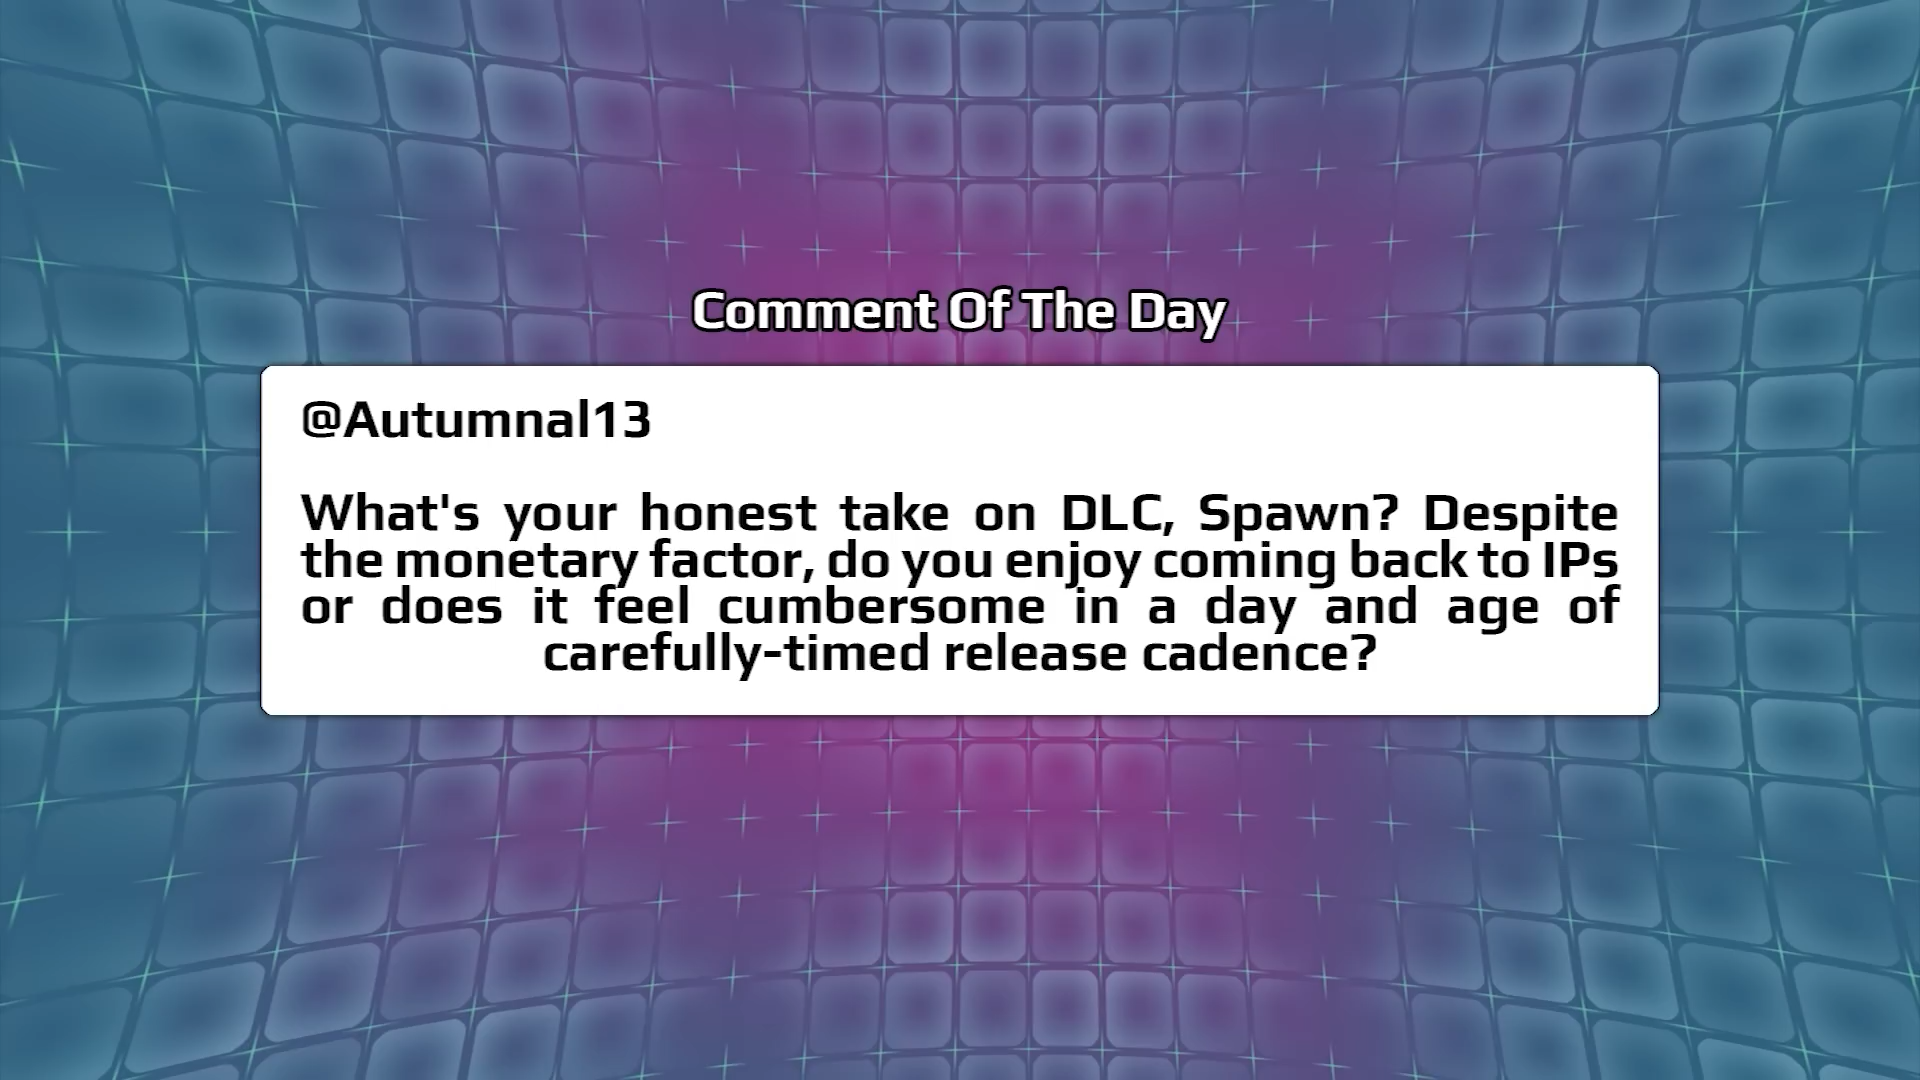 Comment Of The Day
@Autumnal13
What's your honest take on DLC, Spawn? Despite
the monetary factor, do you enjoy coming back to IPs
or does it feel cumbersome in a day and age of
carefully-timed release cadence?